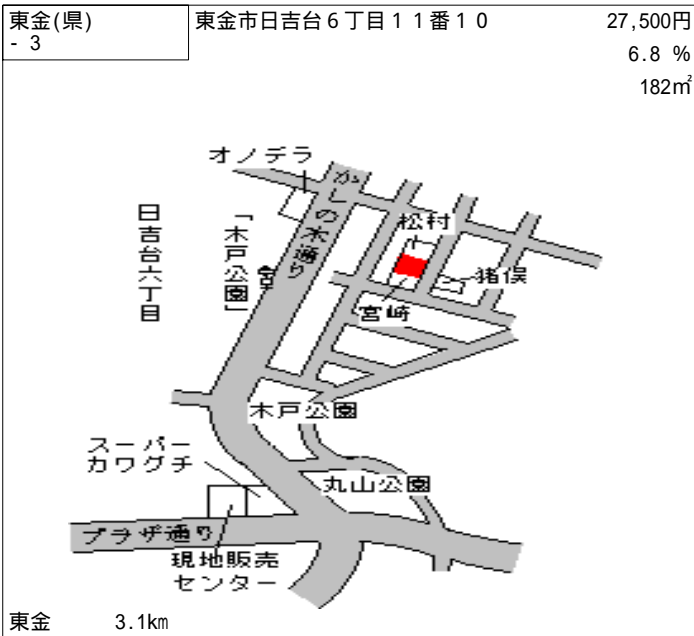 東金(県)
- 3
東金市日吉台６丁目１１番１０
27,500円
6.8 %
182㎡
オノデラ
かしの木通り
日吉台六丁目
「木戸公園」
松村
猪俣
宮崎
木戸公園
スーパー
カワグチ
丸山公園
プラザ通り
現地販売
センター
東金 3.1km